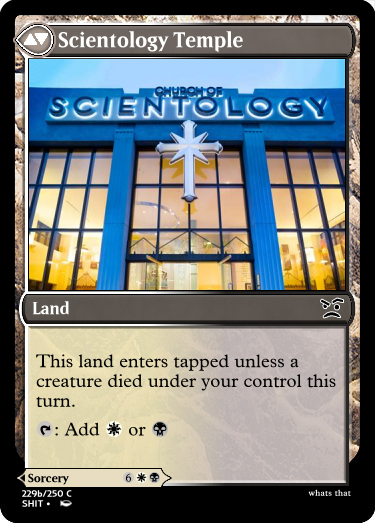 Scientology Temple
CHURCH OF
SCIENTOLOGY
Land
This land enters tapped unless a
creature died under your control this
turn.
: Add or
Sorcery 6
229b/250 C
SHIT •
whats that